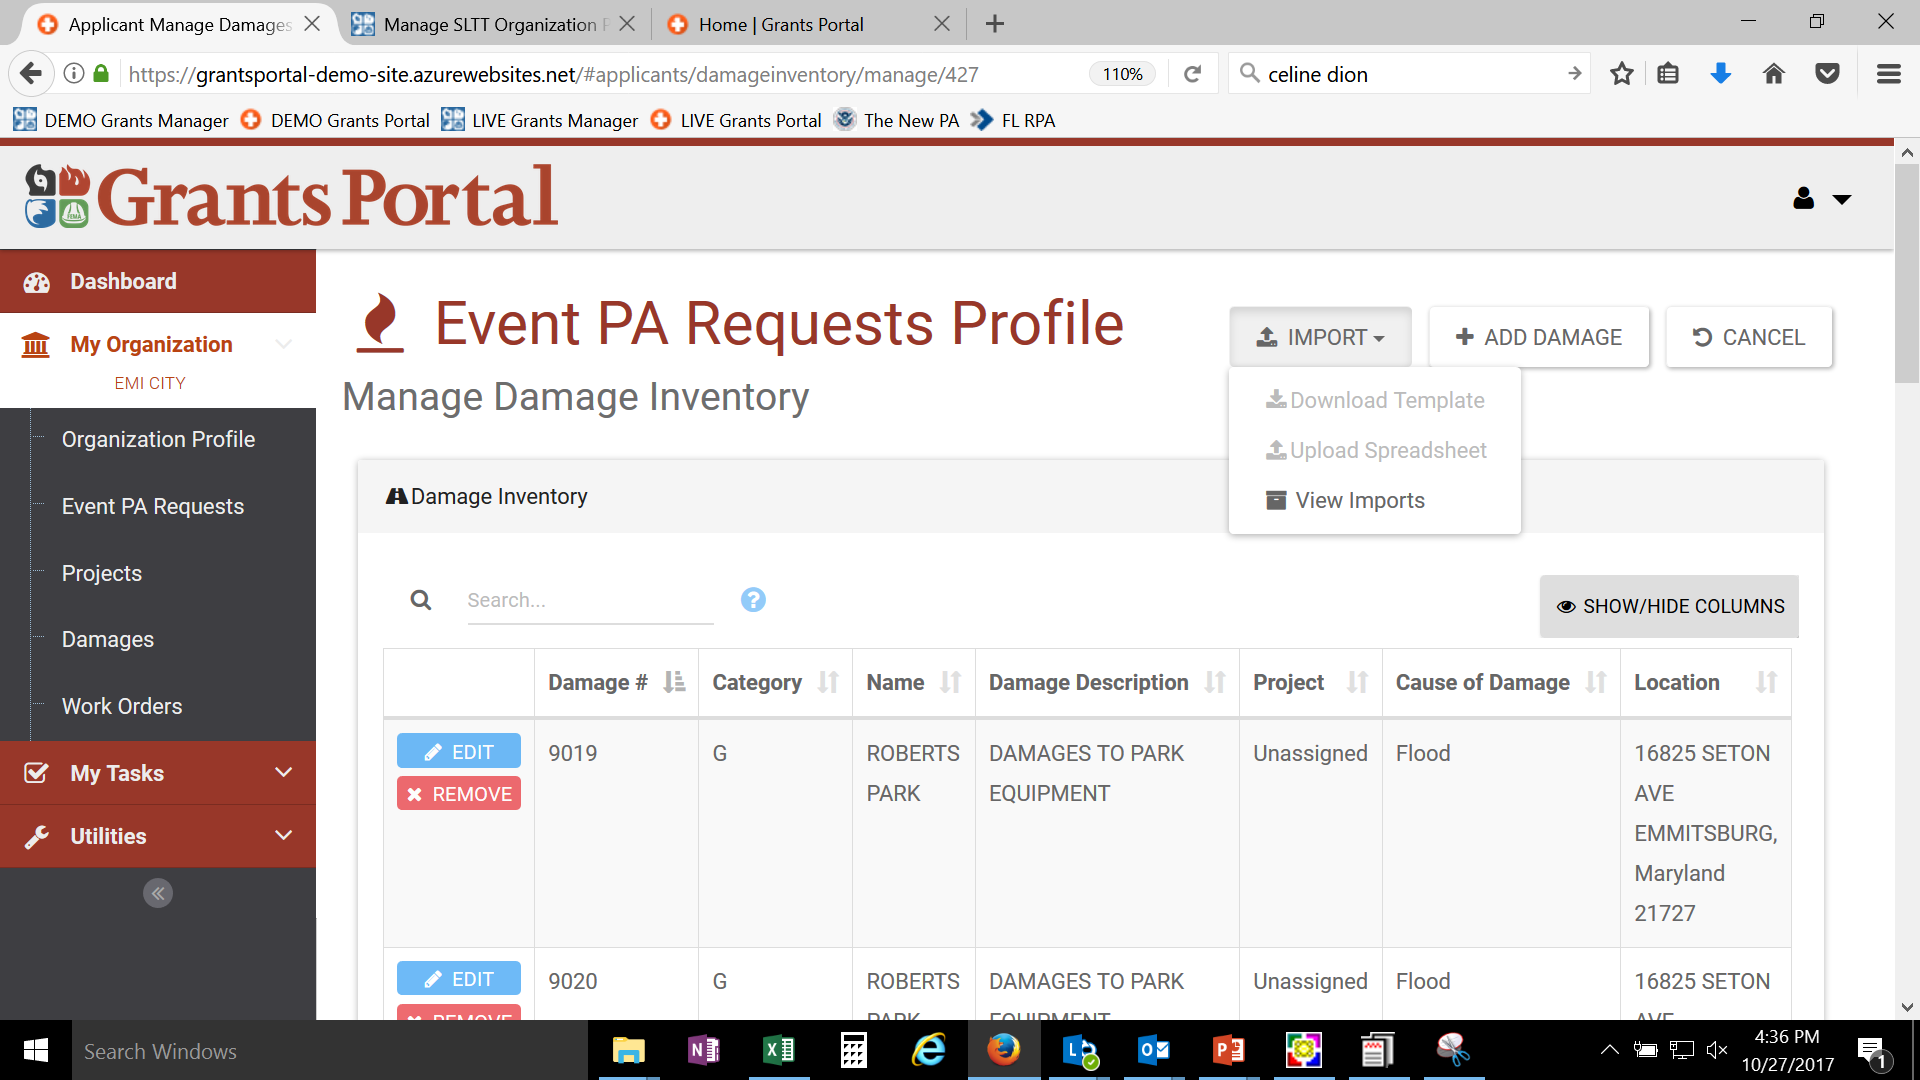 Applicant Manage Damages
Manage SLTT Organization P
Home | Grants Portal
https://grantsportal-demo-site.azurewebsites.net/#applicants/damageinventory/manage/427
110%
celine dion
DEMO Grants Manager
DEMO Grants Portal
LIVE Grants Manager
LIVE Grants Portal
The New PA
FL RPA
Grants Portal
Dashboard
My Organization
EMI CITY
Organization Profile
Event PA Requests
Projects
Damages
Work Orders
My Tasks
Utilities
Event PA Requests Profile
IMPORT
ADD DAMAGE
CANCEL
Manage Damage Inventory
Download Template
Upload Spreadsheet
View Imports
Damage Inventory
Search...
SHOW/HIDE COLUMNS
Damage # Category Name Damage Description Project Cause of Damage Location
EDIT 9019 G ROBERTS DAMAGES TO PARK Unassigned Flood 16825 SETON
REMOVE PARK EQUIPMENT AVE
EMMITSBURG,
Maryland
21727
EDIT 9020 G ROBERTS DAMAGES TO PARK Unassigned Flood 16825 SETON
REMOVE PARK EQUIPMENT AVE
Search Windows
4:36 PM
10/27/2017
1